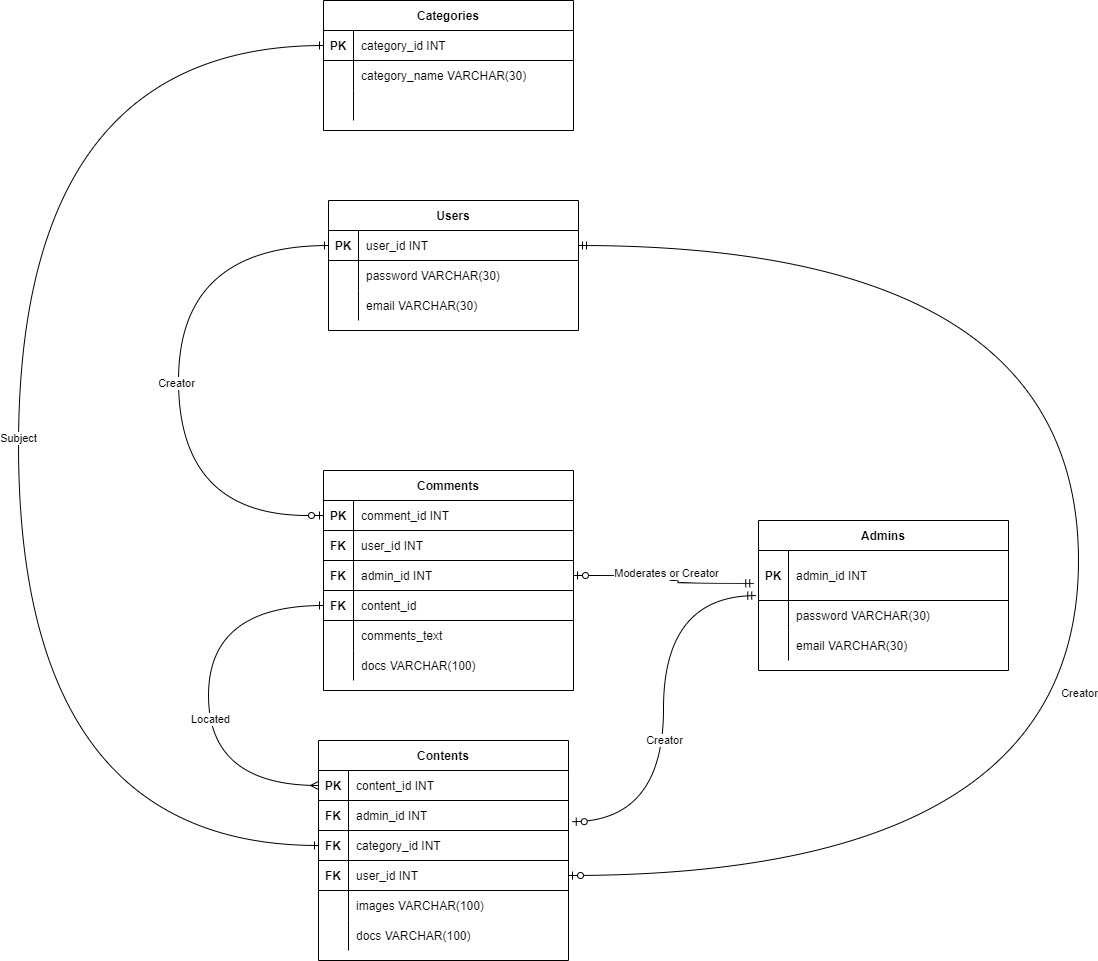 Categories
PK category_id INT
category_name VARCHAR(30)
Users
PK user_id INT
password VARCHAR(30)
email VARCHAR(30)
Creator
Subject
Comments
PK comment_id INT
FK user_id INT
FK admin_id INT
FK content_id
comments_text
docs VARCHAR(100)
Moderates or Creator
Admins
PK admin_id INT
password VARCHAR(30)
email VARCHAR(30)
Creator
Located
Creator
Contents
PK content_id INT
FK admin_id INT
FK category_id INT
FK user_id INT
images VARCHAR(100)
docs VARCHAR(100)